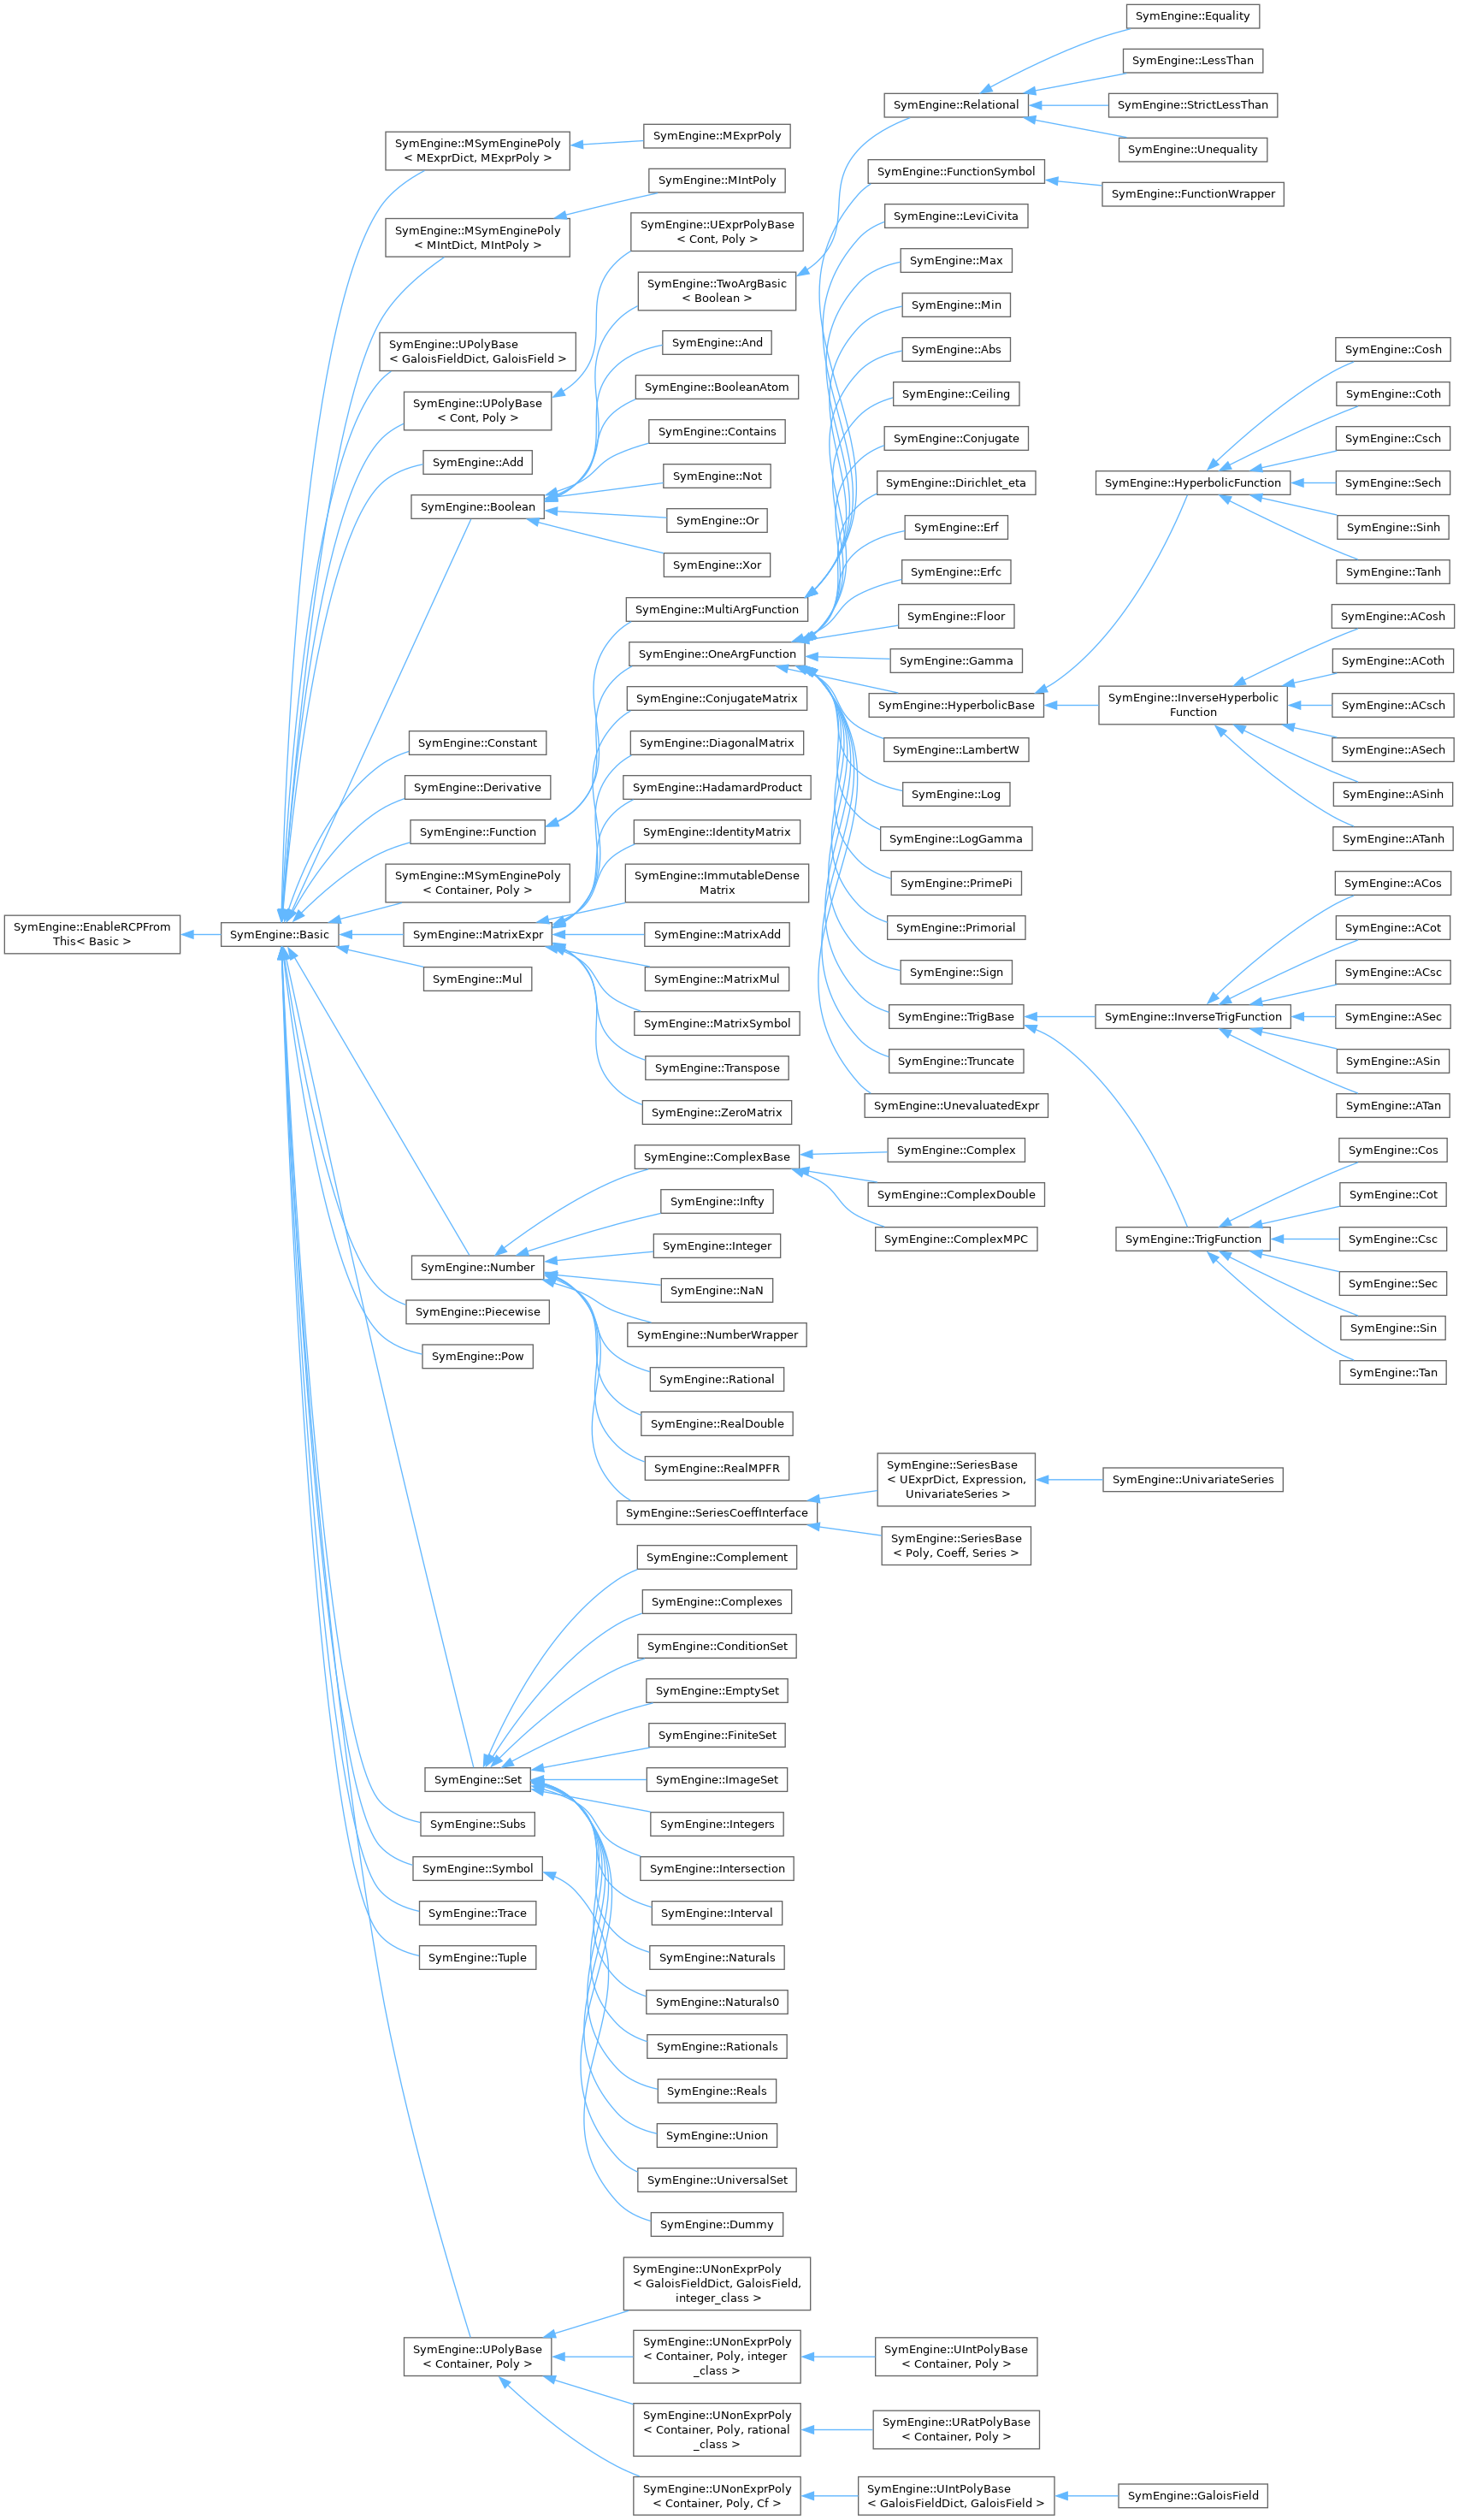 SymEngine::Equality
SymEngine::LessThan
SymEngine::Relational
SymEngine::StrictLessThan
SymEngine::MSymEnginePoly
< MExprDict, MExprPoly >
SymEngine::MExprPoly
SymEngine::Unequality
SymEngine::FunctionSymbol
SymEngine::MIntPoly
SymEngine::FunctionWrapper
SymEngine::MSymEnginePoly
< MIntDict, MIntPoly >
SymEngine::UExprPolyBase
< Cont, Poly >
SymEngine::LeviCivita
SymEngine::Max
SymEngine::TwoArgBasic
< Boolean >
SymEngine::Min
SymEngine::UPolyBase
< GaloisFieldDict, GaloisField >
SymEngine::And
SymEngine::Abs
SymEngine::Cosh
SymEngine::UPolyBase
< Cont, Poly >
SymEngine::BooleanAtom
SymEngine::Ceiling
SymEngine::Coth
SymEngine::Contains
SymEngine::Conjugate
SymEngine::Csch
SymEngine::Add
SymEngine::Not
SymEngine::Dirichlet_eta
SymEngine::HyperbolicFunction
SymEngine::Sech
SymEngine::Boolean
SymEngine::Or
SymEngine::Erf
SymEngine::Sinh
SymEngine::Xor
SymEngine::Erfc
SymEngine::Tanh
SymEngine::MultiArgFunction
SymEngine::Floor
SymEngine::ACosh
SymEngine::OneArgFunction
SymEngine::Gamma
SymEngine::ACoth
SymEngine::ConjugateMatrix
SymEngine::HyperbolicBase
SymEngine::InverseHyperbolic
Function
SymEngine::ACsch
SymEngine::Constant
SymEngine::DiagonalMatrix
SymEngine::LambertW
SymEngine::ASech
SymEngine::Derivative
SymEngine::HadamardProduct
SymEngine::Log
SymEngine::ASinh
SymEngine::Function
SymEngine::IdentityMatrix
SymEngine::LogGamma
SymEngine::ATanh
SymEngine::MSymEnginePoly
< Container, Poly >
SymEngine::ImmutableDense
Matrix
SymEngine::PrimePi
SymEngine::ACos
SymEngine::EnableRCPFrom
This< Basic >
SymEngine::Basic
SymEngine::MatrixExpr
SymEngine::MatrixAdd
SymEngine::Primorial
SymEngine::ACot
SymEngine::Mul
SymEngine::MatrixMul
SymEngine::Sign
SymEngine::ACsc
SymEngine::MatrixSymbol
SymEngine::TrigBase
SymEngine::InverseTrigFunction
SymEngine::ASec
SymEngine::Transpose
SymEngine::Truncate
SymEngine::ASin
SymEngine::ZeroMatrix
SymEngine::UnevaluatedExpr
SymEngine::ATan
SymEngine::ComplexBase
SymEngine::Complex
SymEngine::Cos
SymEngine::Infty
SymEngine::ComplexDouble
SymEngine::Cot
SymEngine::Number
SymEngine::Integer
SymEngine::ComplexMPC
SymEngine::TrigFunction
SymEngine::Csc
SymEngine::NaN
SymEngine::Sec
SymEngine::Piecewise
SymEngine::NumberWrapper
SymEngine::Sin
SymEngine::Pow
SymEngine::Rational
SymEngine::Tan
SymEngine::RealDouble
SymEngine::RealMPFR
SymEngine::SeriesBase
< UExprDict, Expression,
UnivariateSeries >
SymEngine::UnivariateSeries
SymEngine::SeriesCoeffInterface
SymEngine::SeriesBase
< Poly, Coeff, Series >
SymEngine::Complement
SymEngine::Complexes
SymEngine::ConditionSet
SymEngine::EmptySet
SymEngine::FiniteSet
SymEngine::Set
SymEngine::ImageSet
SymEngine::Subs
SymEngine::Integers
SymEngine::Symbol
SymEngine::Intersection
SymEngine::Trace
SymEngine::Interval
SymEngine::Tuple
SymEngine::Naturals
SymEngine::Naturals0
SymEngine::Rationals
SymEngine::Reals
SymEngine::Union
SymEngine::UniversalSet
SymEngine::Dummy
SymEngine::UNonExprPoly
< GaloisFieldDict, GaloisField,
integer_class >
SymEngine::UPolyBase
< Container, Poly >
SymEngine::UNonExprPoly
< Container, Poly, integer
_class >
SymEngine::UIntPolyBase
< Container, Poly >
SymEngine::UNonExprPoly
< Container, Poly, rational
_class >
SymEngine::URatPolyBase
< Container, Poly >
SymEngine::UNonExprPoly
< Container, Poly, Cf >
SymEngine::UIntPolyBase
< GaloisFieldDict, GaloisField >
SymEngine::GaloisField